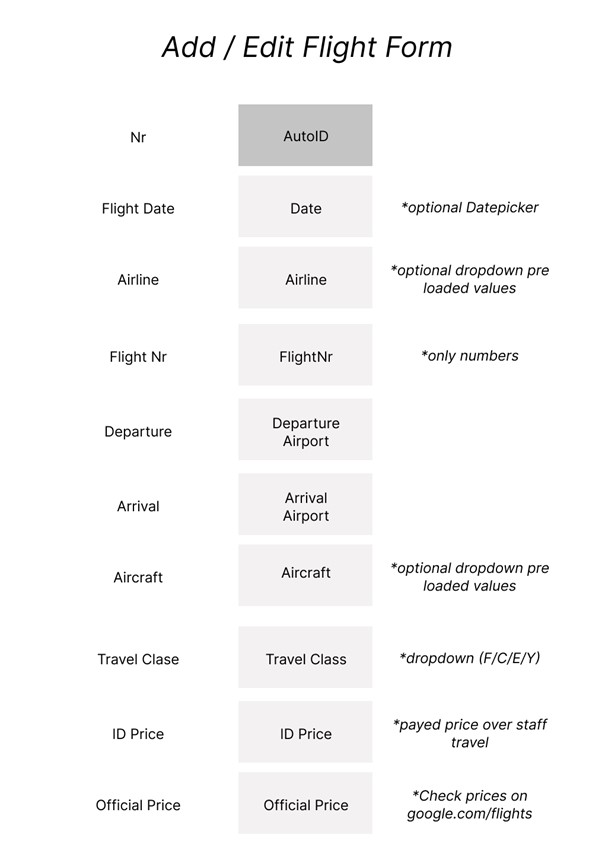 Add / Edit Flight Form
Nr
AutoID
Flight Date
Date
*optional Datepicker
Airline
Airline
*optional dropdown pre
loaded values
Flight Nr
FlightNr
*only numbers
Departure
Departure
Airport
Arrival
Arrival
Airport
Aircraft
Aircraft
*optional dropdown pre
loaded values
Travel Clase
Travel Class
*dropdown (F/C/E/Y)
ID Price
ID Price
*payed price over staff
travel
Official Price
Official Price
*Check prices on
google.com/flights